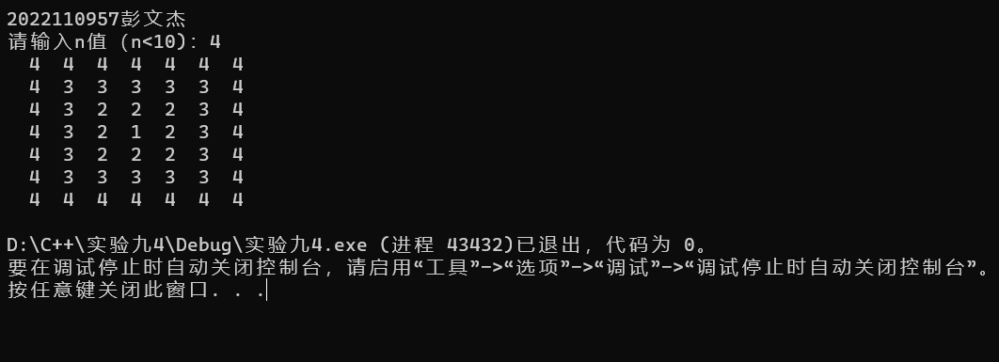 2022110957彭文杰
请输入n值 (n<10)：4
  4  4  4  4  4  4  4
  4  3  3  3  3  3  4
  4  3  2  2  2  3  4
  4  3  2  1  2  3  4
  4  3  2  2  2  3  4
  4  3  3  3  3  3  4
  4  4  4  4  4  4  4
D:\C++\实验九4\Debug\实验九4.exe (进程 43432)已退出，代码为 0。
要在调试停止时自动关闭控制台，请启用“工具”->“选项”->“调试”->“调试停止时自动关闭控制台”。
按任意键关闭此窗口. . .